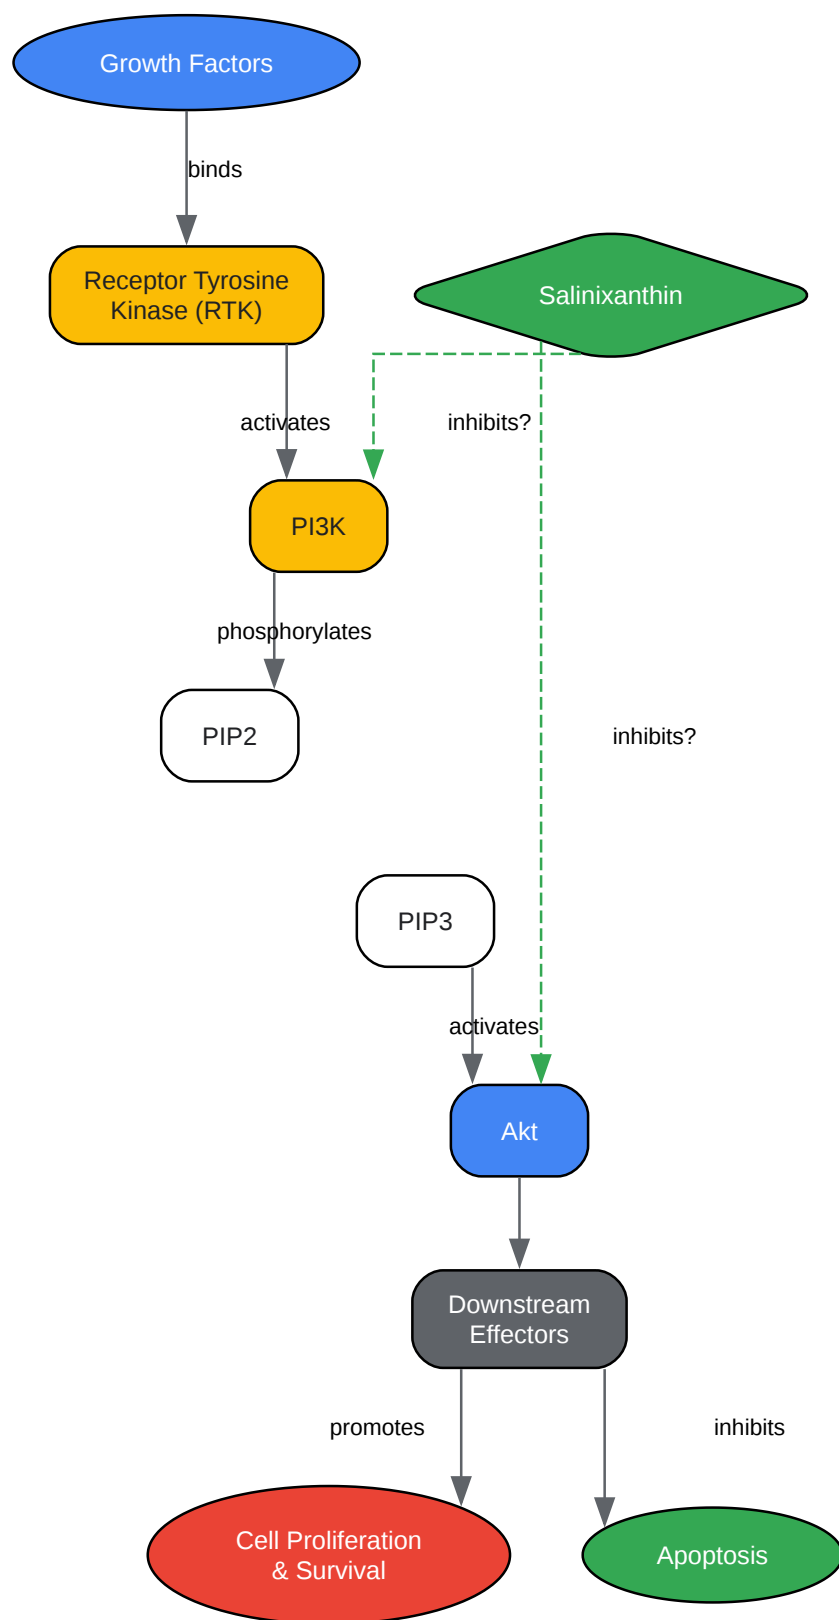 Growth Factors
binds
Receptor Tyrosine
Kinase (RTK)
Salinixanthin
activates
inhibits?
PI3K
phosphorylates
PIP2
inhibits?
PIP3
activates
Akt
Downstream
Effectors
promotes
inhibits
Cell Proliferation
& Survival
Apoptosis